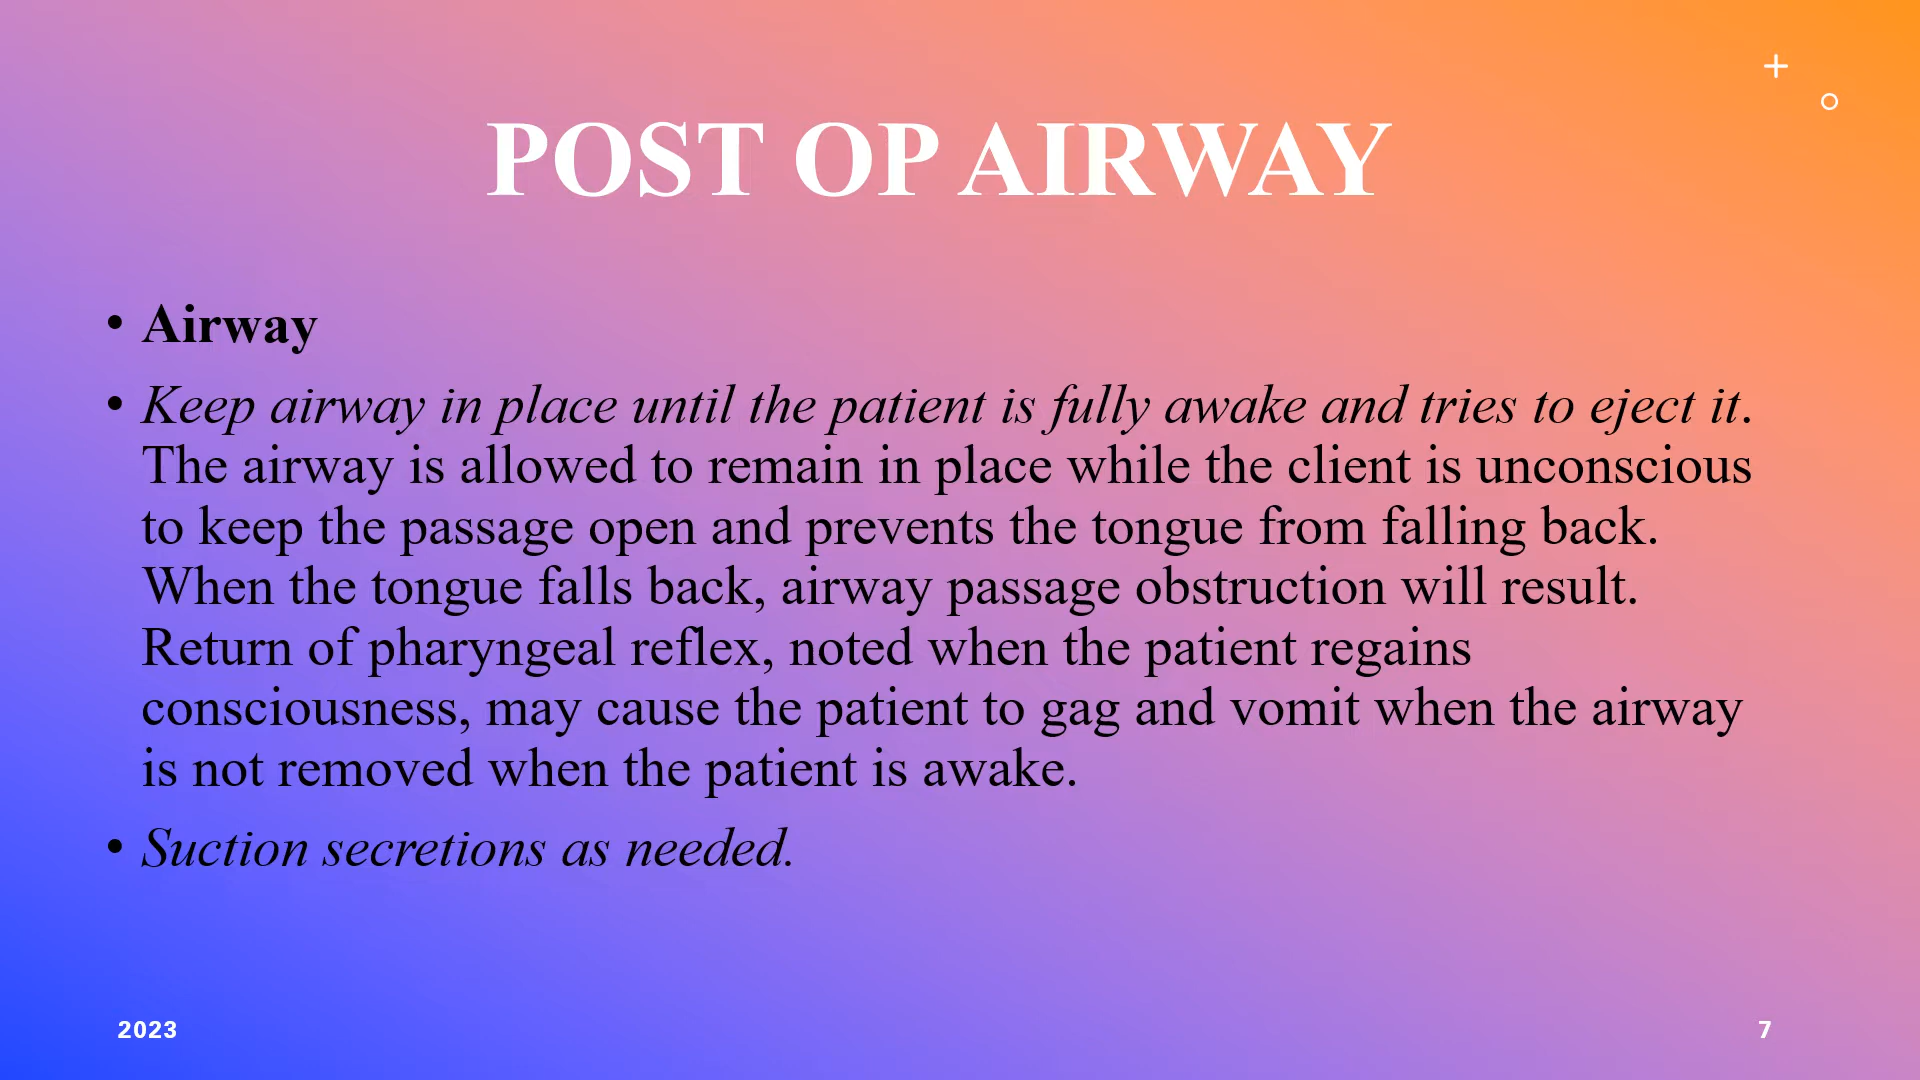 POST OP AIRWAY
• Airway
• Keep airway in place until the patient is fully awake and tries to eject it.
The airway is allowed to remain in place while the client is unconscious
to keep the passage open and prevents the tongue from falling back.
When the tongue falls back, airway passage obstruction will result.
Return of pharyngeal reflex, noted when the patient regains
consciousness, may cause the patient to gag and vomit when the airway
is not removed when the patient is awake.
• Suction secretions as needed.
2023
7